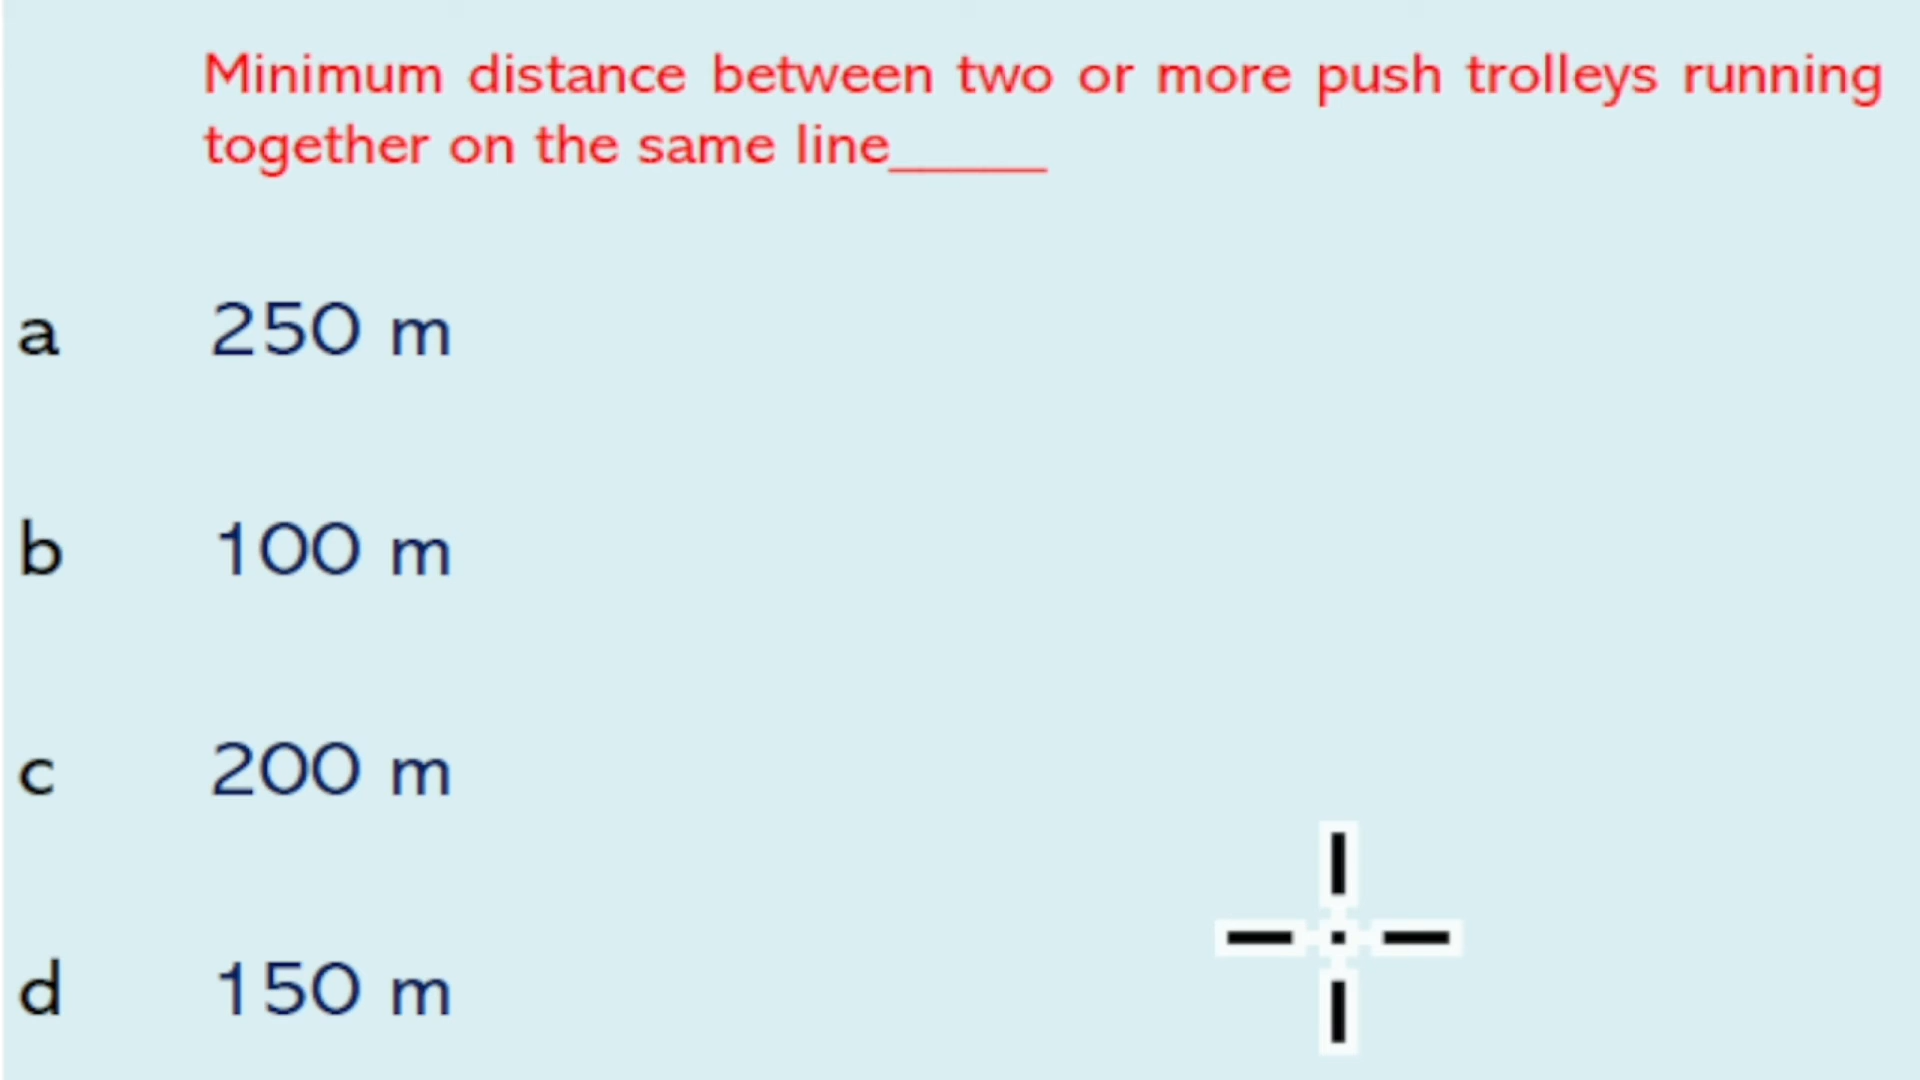 Minimum distance between two or more push trolleys running
together on the same line_____
a 250 m
b 100 m
c 200 m
d 150 m